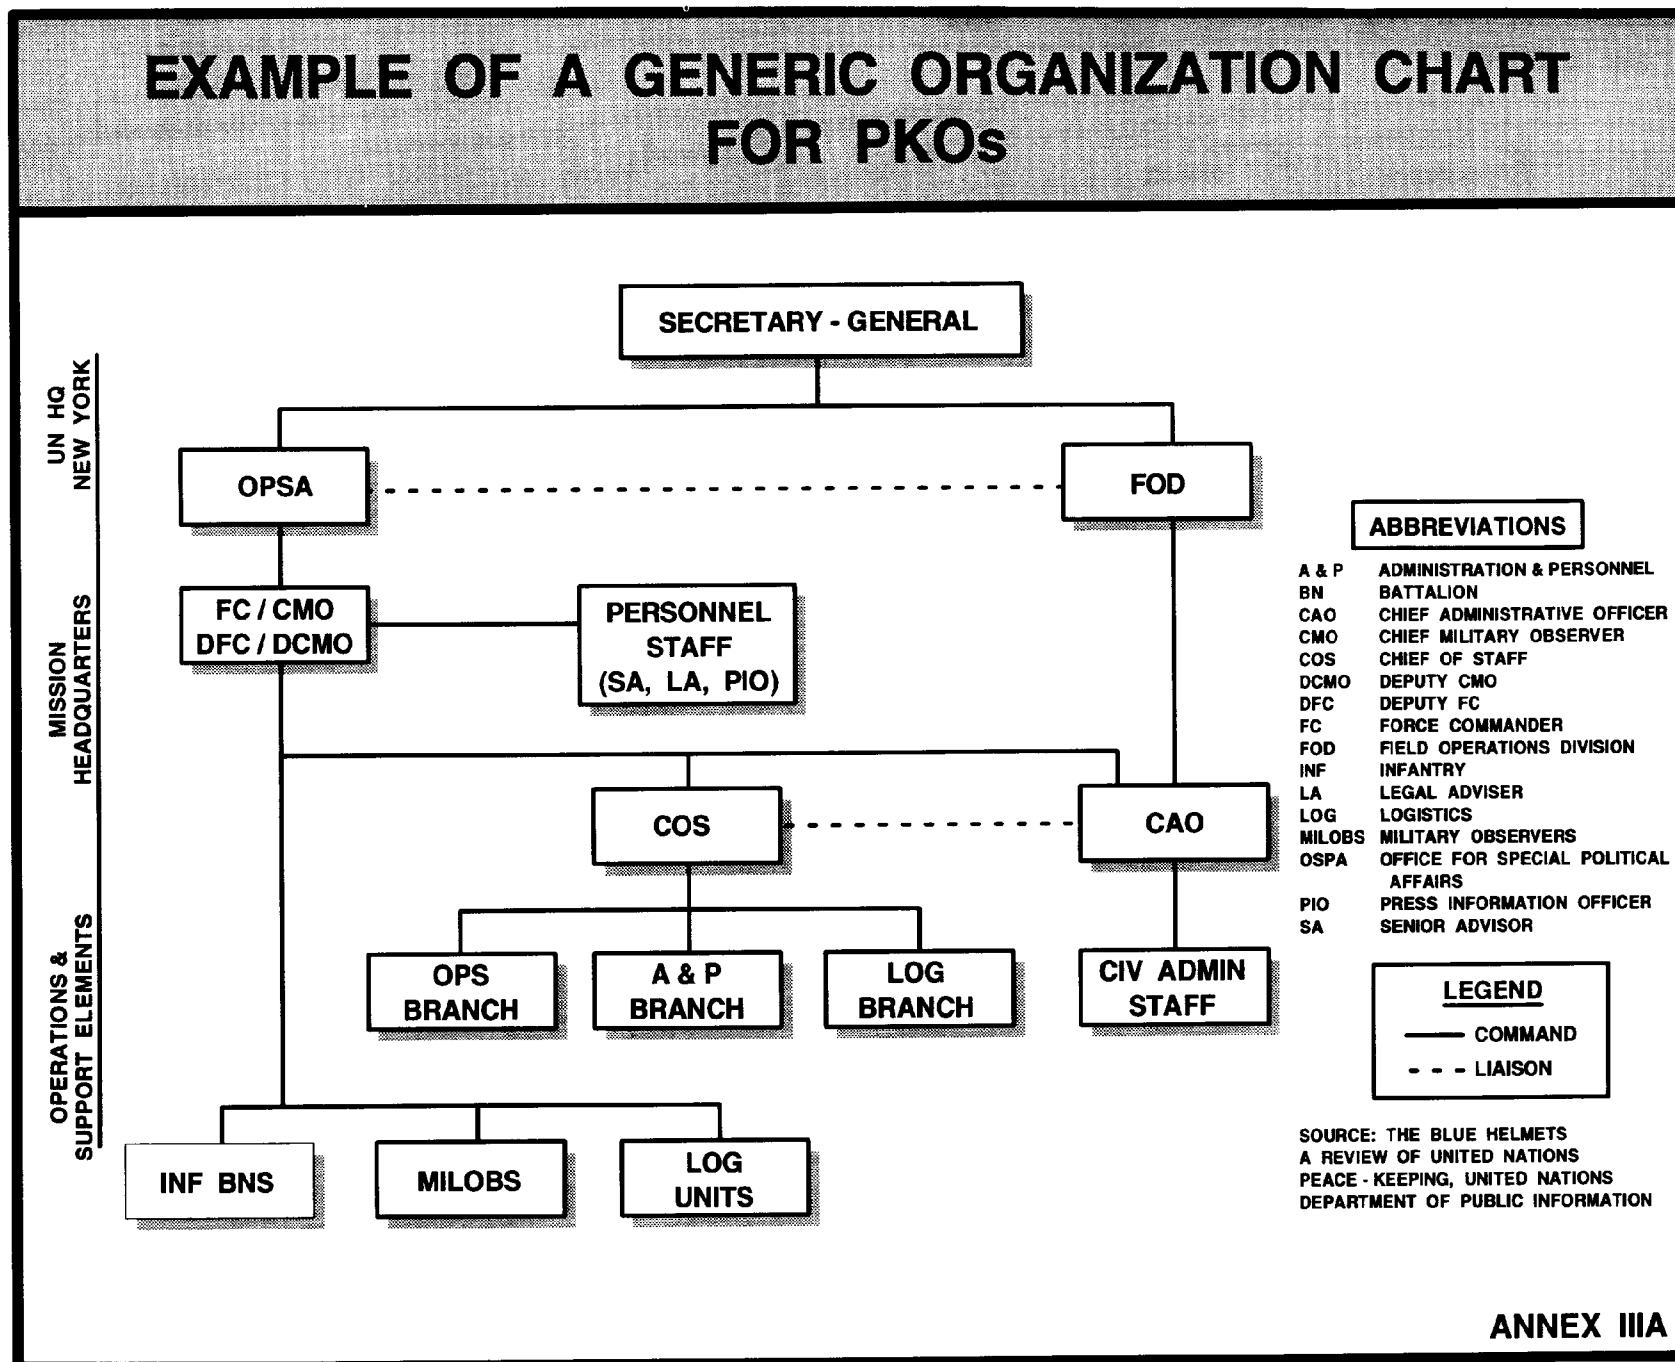 EXAMPLE OF A GENERIC ORGANIZATION CHART
FOR PKOs
SECRETARY - GENERAL
UN HQ
NEW YORK
OPSA
FOD
MISSION
HEADQUARTERS
FC / CMO
DFC / DCMO
PERSONNEL
STAFF
(SA, LA, PIO)
COS
CAO
OPERATIONS &
SUPPORT ELEMENTS
OPS
BRANCH
A & P
BRANCH
LOG
BRANCH
CIV ADMIN
STAFF
INF BNS
MILOBS
LOG
UNITS
ABBREVIATIONS
A & P ADMINISTRATION & PERSONNEL
BN BATTALION
CAO CHIEF ADMINISTRATIVE OFFICER
CMO CHIEF MILITARY OBSERVER
COS CHIEF OF STAFF
DCMO DEPUTY CMO
DFC DEPUTY FC
FC FORCE COMMANDER
FOD FIELD OPERATIONS DIVISION
INF INFANTRY
LA LEGAL ADVISER
LOG LOGISTICS
MILOBS MILITARY OBSERVERS
OSPA OFFICE FOR SPECIAL POLITICAL
AFFAIRS
PIO PRESS INFORMATION OFFICER
SA SENIOR ADVISOR
LEGEND
COMMAND
LIAISON
SOURCE: THE BLUE HELMETS
A REVIEW OF UNITED NATIONS
PEACE - KEEPING, UNITED NATIONS
DEPARTMENT OF PUBLIC INFORMATION
ANNEX IIIA